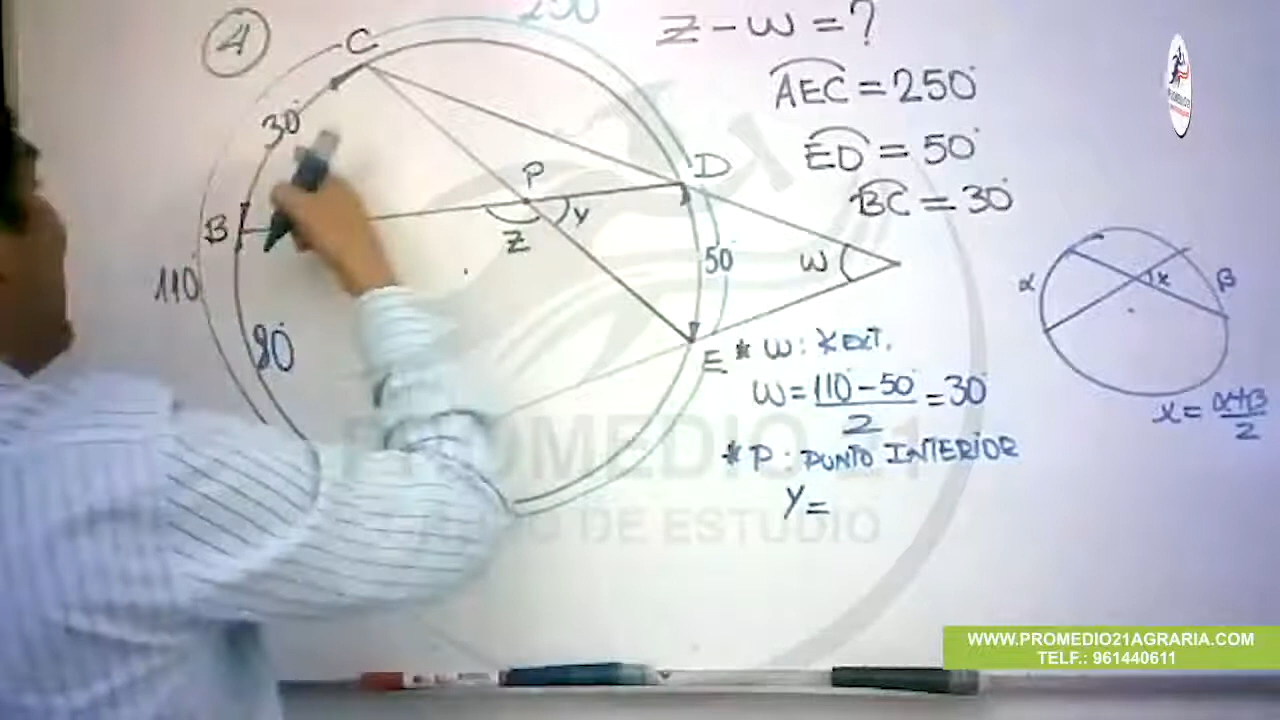 4
250
Z - W = ?
AEC = 250°
ED = 50°
BC = 30°
C
30°
P
D
B
Z
Y
110
50
W
80°
E
α
x
β
x = α+β
2
* W: ∢ EXT.
W = 110° - 50° = 30°
2
* P: PUNTO INTERIOR
Y =
PROMEDIO 21
DE ESTUDIO
WWW.PROMEDIO21AGRARIA.COM
TELF.: 961440611